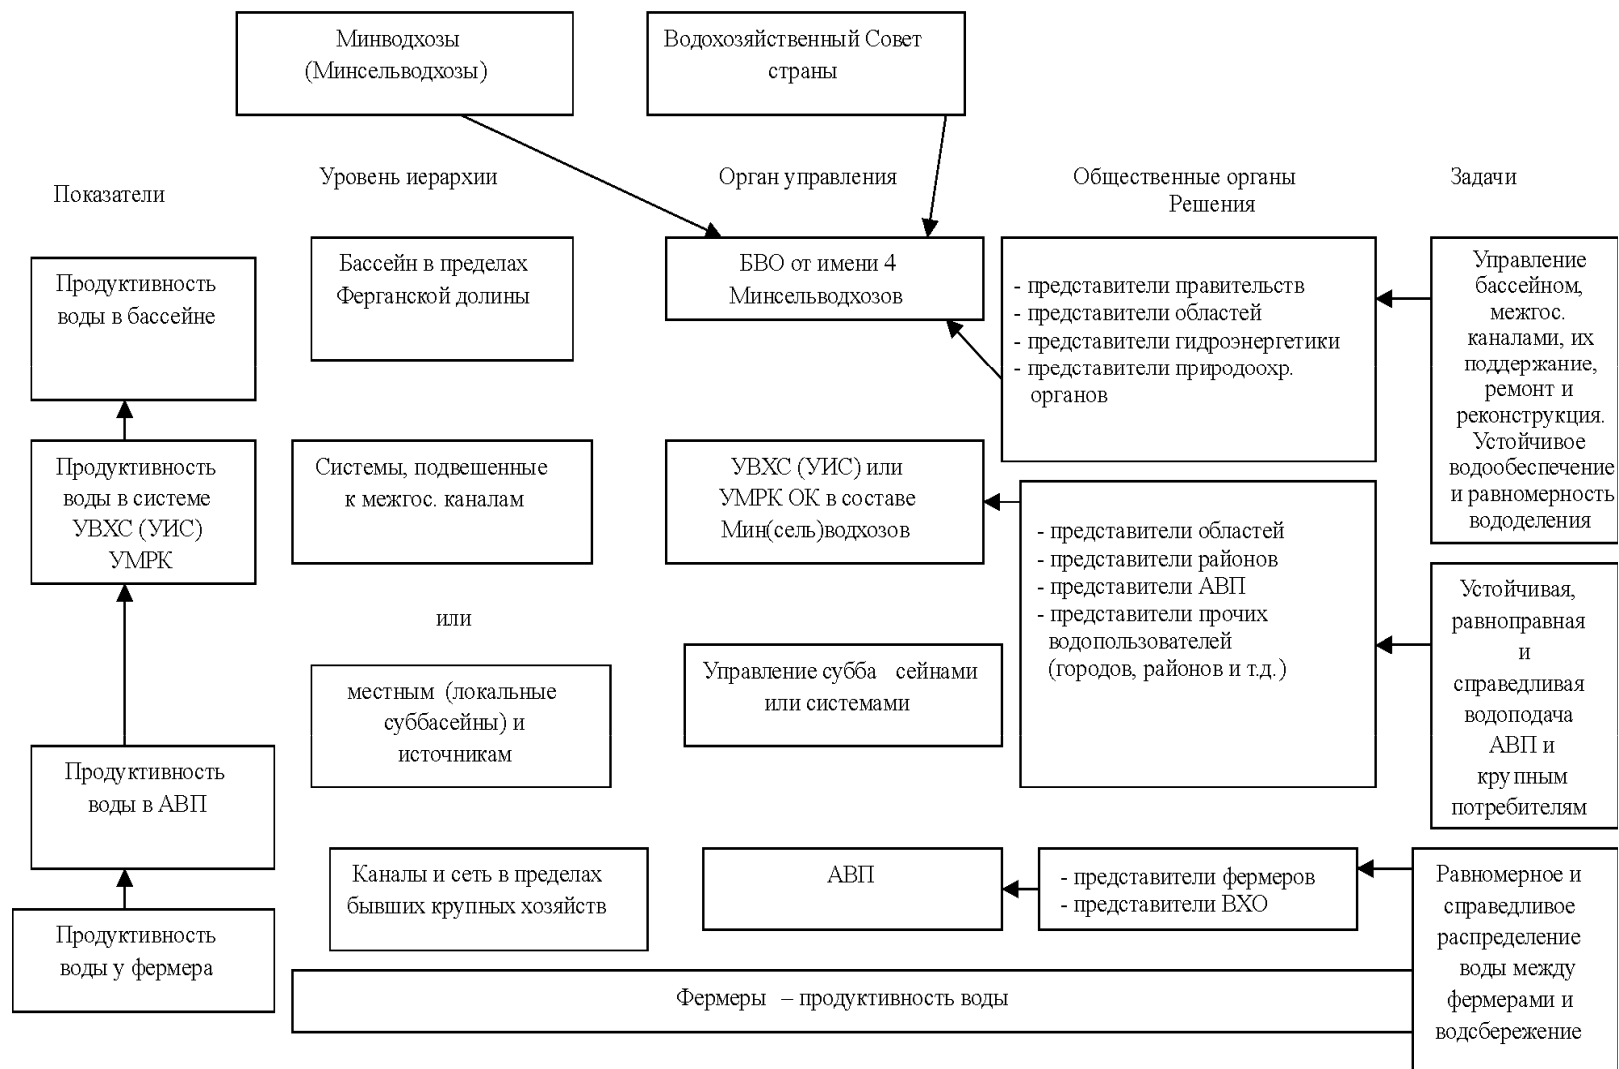 Минводхозы
(Минсельводхозы)
Водохозяйственный Совет
страны
Показатели
Уровень иерархии
Орган управления
Общественные органы
Решения
Задачи
Продуктивность
воды в бассейне
Бассейн в пределах
Ферганской долины
БВО от имени 4
Минсельводхозов
- представители правительств
- представители областей
- представители гидроэнергетики
- представители природоохр.
органов
Управление
бассейном,
межгос.
каналами, их
поддержание,
ремонт и
реконструкция.
Устойчивое
водообеспечение
и равномерность
вододеления
Продуктивность
воды в системе
УВХС (УИС)
УМРК
Системы, подвешенные
к межгос. каналам
УВХС (УИС) или
УМРК ОК в составе
Мин(сель)водхозов
- представители областей
- представители районов
- представители АВП
- представители прочих
водопользователей
(городов, районов и т.д.)
Устойчивая,
равноправная
и
справедливая
водоподача
АВП и
крупным
потребителям
или
местным (локальные
суббасейны) и
источникам
Управление субба сейнами
или системами
Продуктивность
воды в АВП
Каналы и сеть в пределах
бывших крупных хозяйств
АВП
- представители фермеров
- представители ВХО
Равномерное и
справедливое
распределение
воды между
фермерами и
водсбережение
Продуктивность
воды у фермера
Фермеры – продуктивность воды